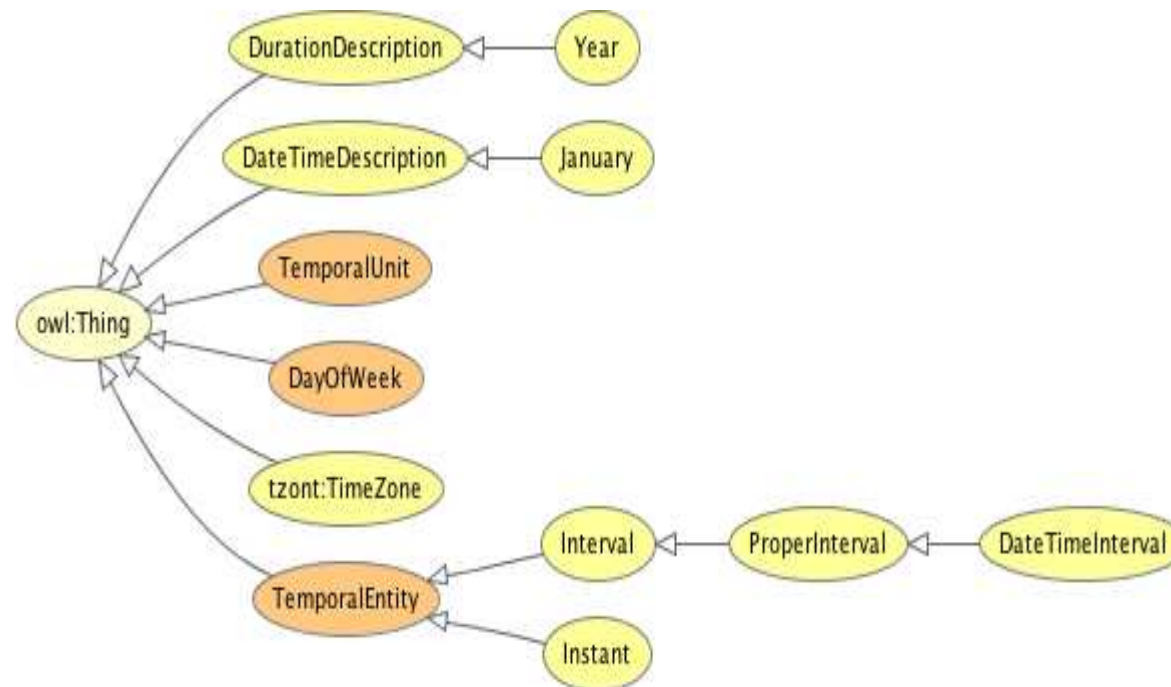 DurationDescription
Year
DateTimeDescription
January
TemporalUnit
owl:Thing
DayOfWeek
tzont:TimeZone
Interval
ProperInterval
DateTimeInterval
TemporalEntity
Instant